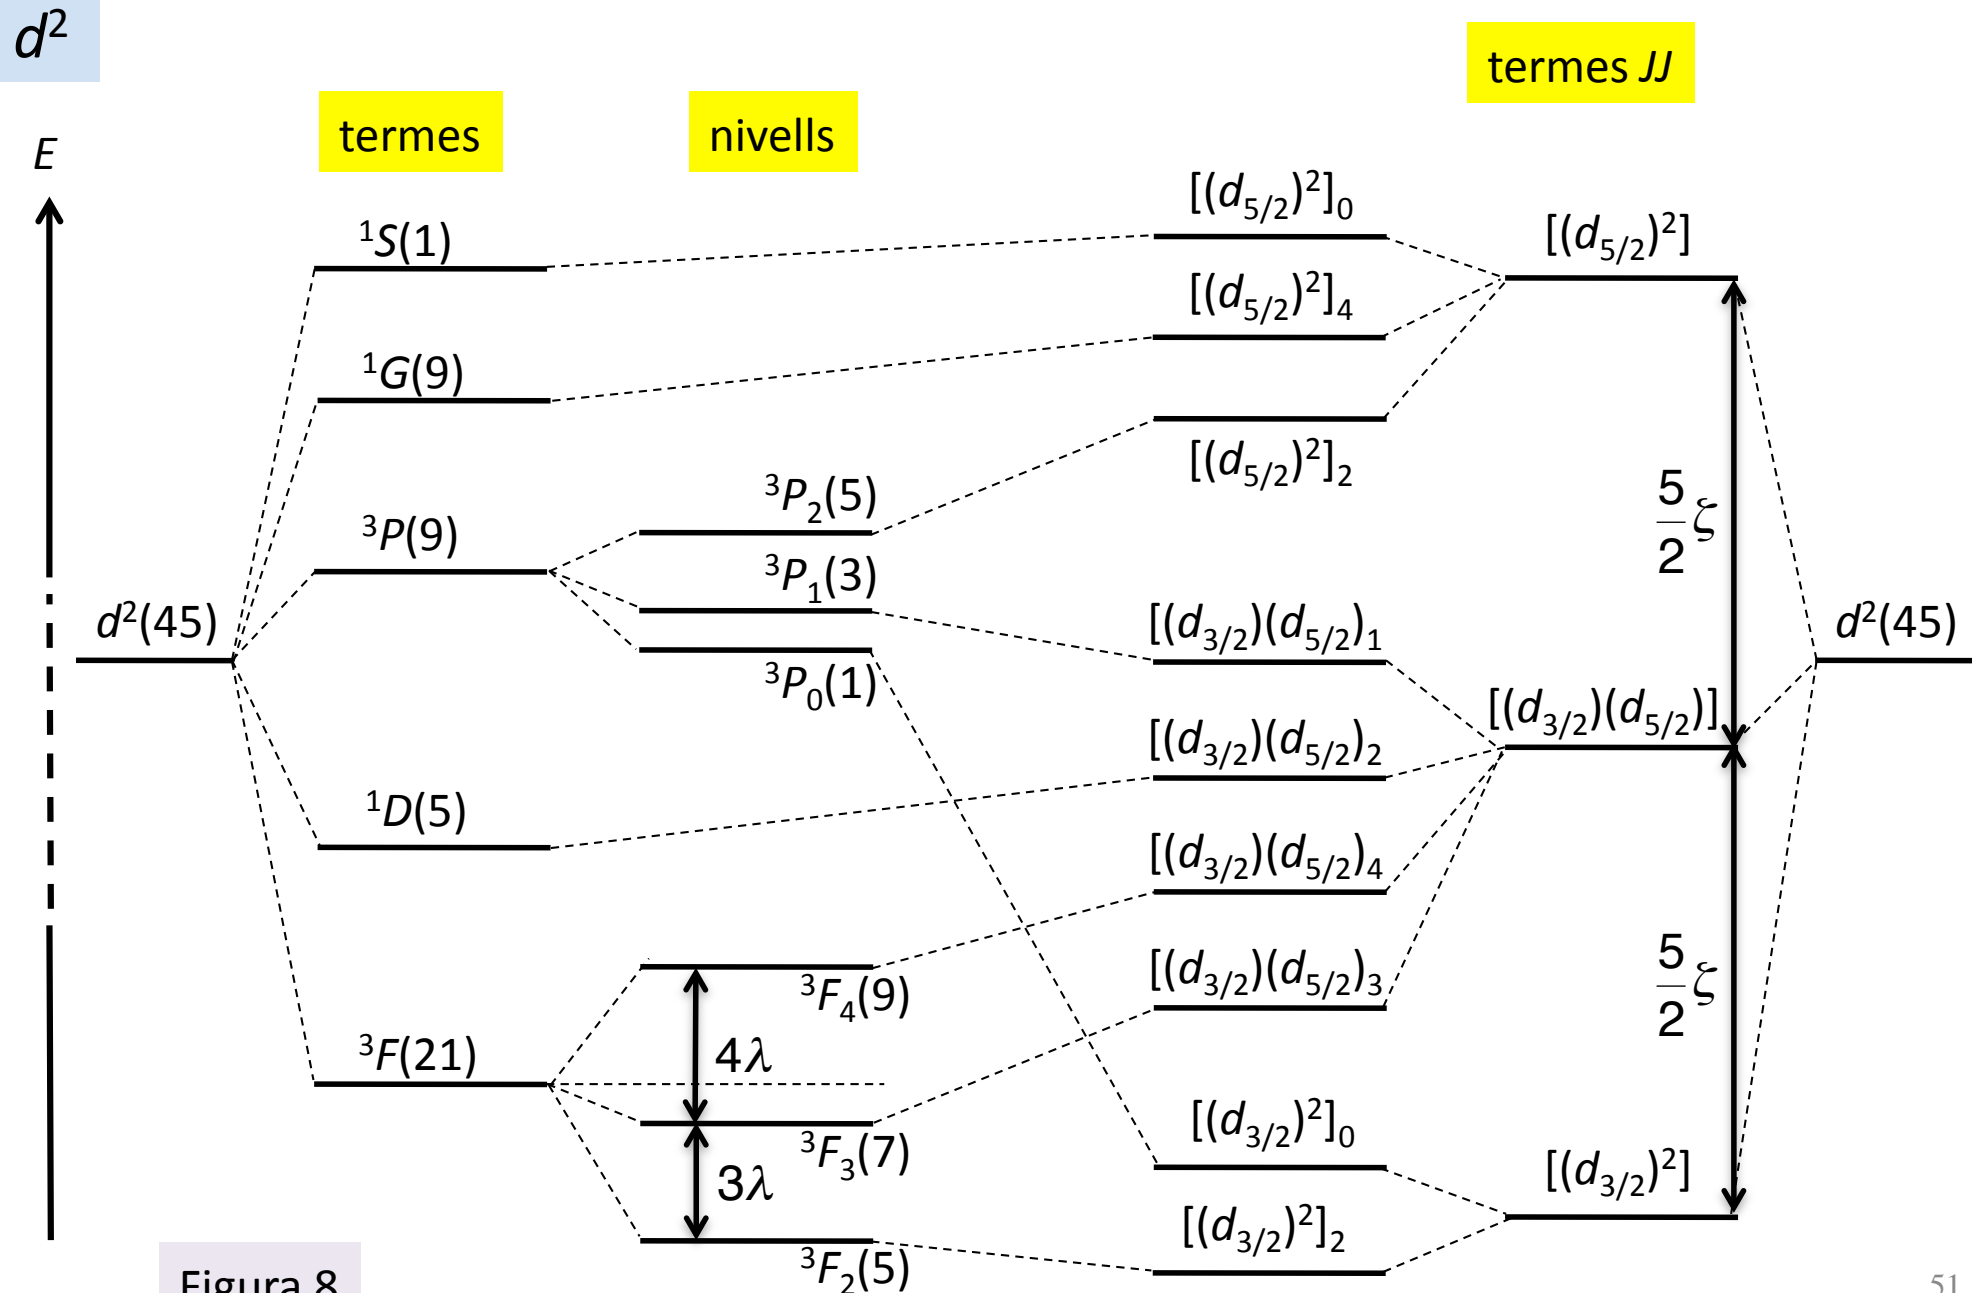 d²
termes JJ
termes
nivells
E
[(d₅/₂)²]₀
¹S(1)
[(d₅/₂)²]
[(d₅/₂)²]₄
¹G(9)
[(d₅/₂)²]₂
³P₂(5)
³P(9)
5/2 ζ
³P₁(3)
d²(45)
[(d₃/₂)(d₅/₂)₁
d²(45)
³P₀(1)
[(d₃/₂)(d₅/₂)]
[(d₃/₂)(d₅/₂)₂
¹D(5)
[(d₃/₂)(d₅/₂)₄
[(d₃/₂)(d₅/₂)₃
5/2 ζ
³F₄(9)
³F(21)
4λ
[(d₃/₂)²]₀
³F₃(7)
[(d₃/₂)²]
3λ
[(d₃/₂)²]₂
³F₂(5)
Figura 8
51